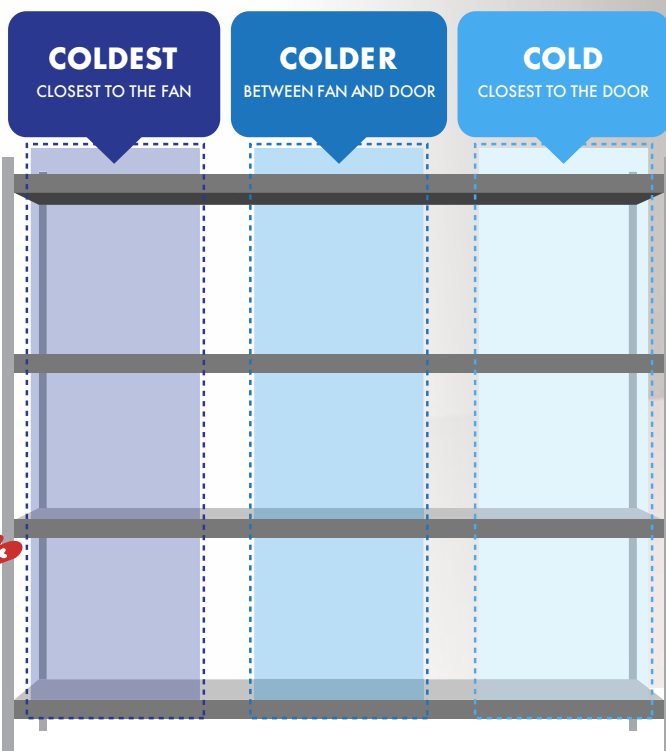 COLDEST
CLOSEST TO THE FAN
COLDER
BETWEEN FAN AND DOOR
COLD
CLOSEST TO THE DOOR